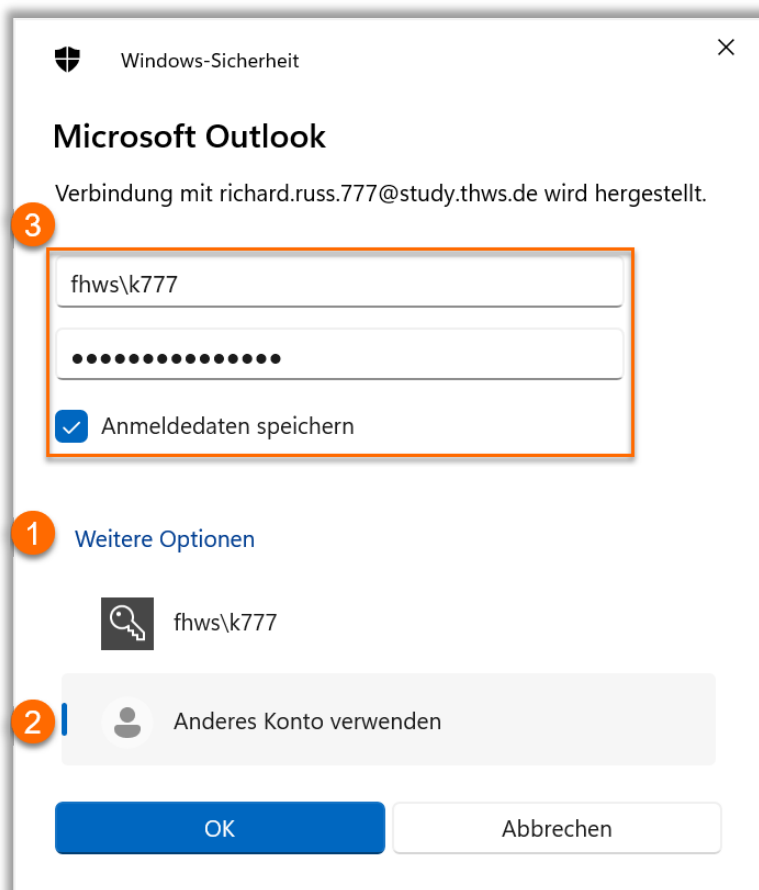 Windows-Sicherheit
Microsoft Outlook
Verbindung mit richard.russ.777@study.thws.de wird hergestellt.
3
fhws\k777
●●●●●●●●●●●●●●●
Anmeldedaten speichern
1 Weitere Optionen
fhws\k777
2 Anderes Konto verwenden
OK Abbrechen